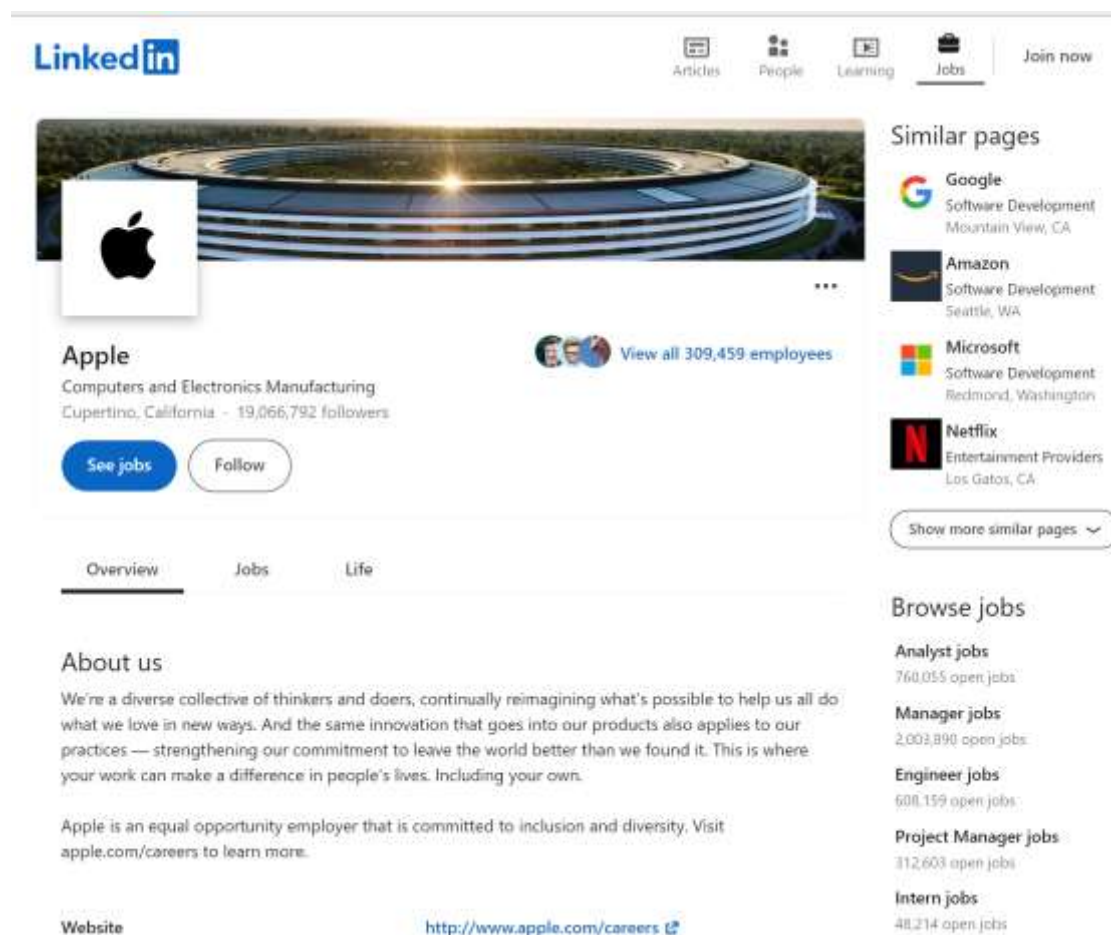 LinkedIn
Articles
People
Learning
Jobs
Join now
Apple
Computers and Electronics Manufacturing
Cupertino, California - 19,066,792 followers
View all 309,459 employees
See jobs
Follow
Overview
Jobs
Life
About us
We're a diverse collective of thinkers and doers, continually reimagining what's possible to help us all do
what we love in new ways. And the same innovation that goes into our products also applies to our
practices — strengthening our commitment to leave the world better than we found it. This is where
your work can make a difference in people's lives. Including your own.
Apple is an equal opportunity employer that is committed to inclusion and diversity. Visit
apple.com/careers to learn more.
Website
http://www.apple.com/careers
Similar pages
Google
Software Development
Mountain View, CA
Amazon
Software Development
Seattle, WA
Microsoft
Software Development
Redmond, Washington
Netflix
Entertainment Providers
Los Gatos, CA
Show more similar pages
Browse jobs
Analyst jobs
760,055 open jobs
Manager jobs
2,003,890 open jobs
Engineer jobs
608,159 open jobs
Project Manager jobs
312,603 open jobs
Intern jobs
48,214 open jobs